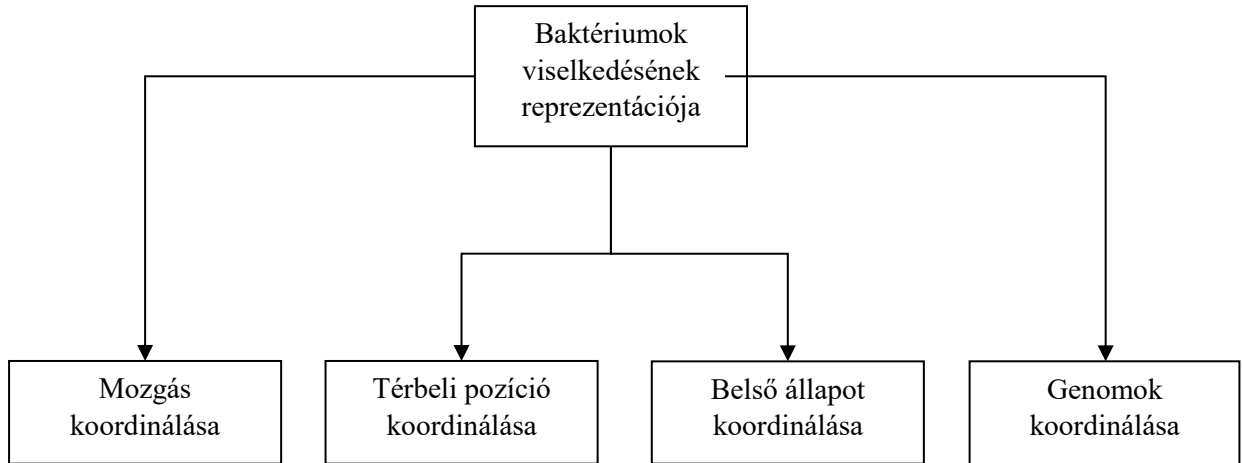 Baktériumok
viselkedésének
reprezentációja
Mozgás
koordinálása
Térbeli pozíció
koordinálása
Belső állapot
koordinálása
Genomok
koordinálása